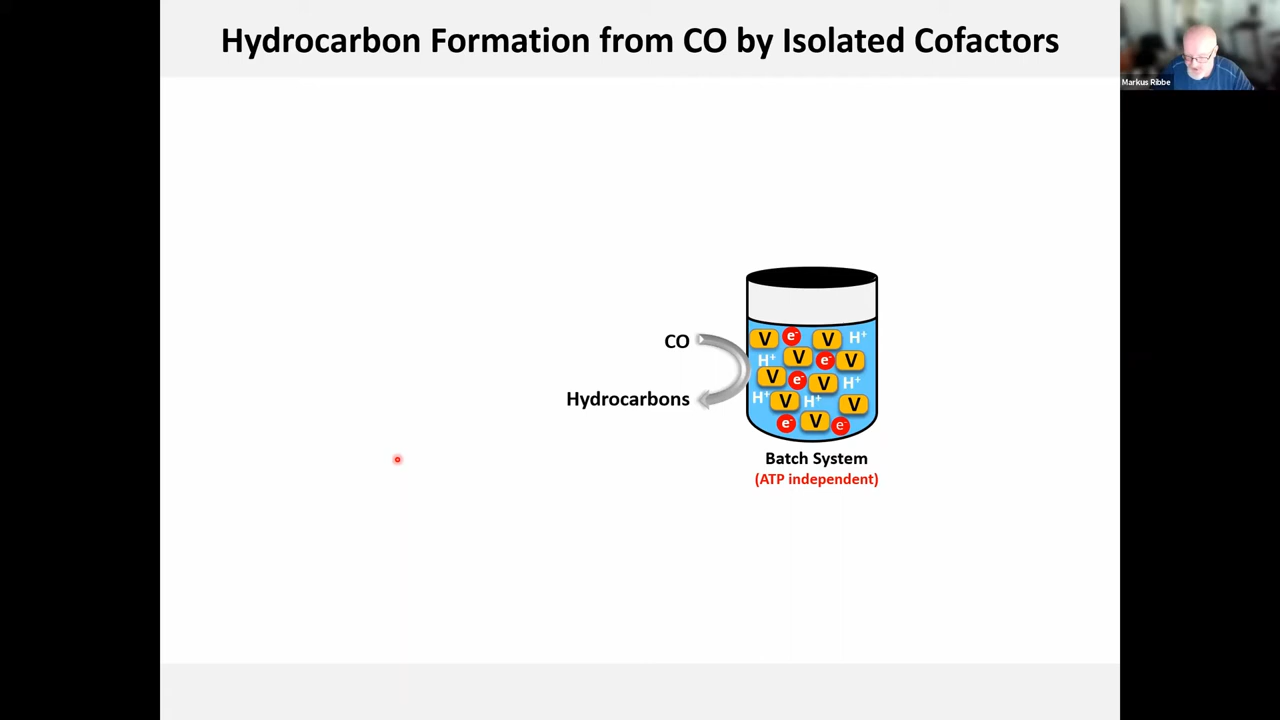 Hydrocarbon Formation from CO by Isolated Cofactors
Markus Ribbe
CO
Hydrocarbons
V e⁻ V H⁺
H⁺ V e⁻ V
V e⁻ V H⁺
H⁺ V H⁺ V
e⁻ V e⁻
Batch System
(ATP independent)